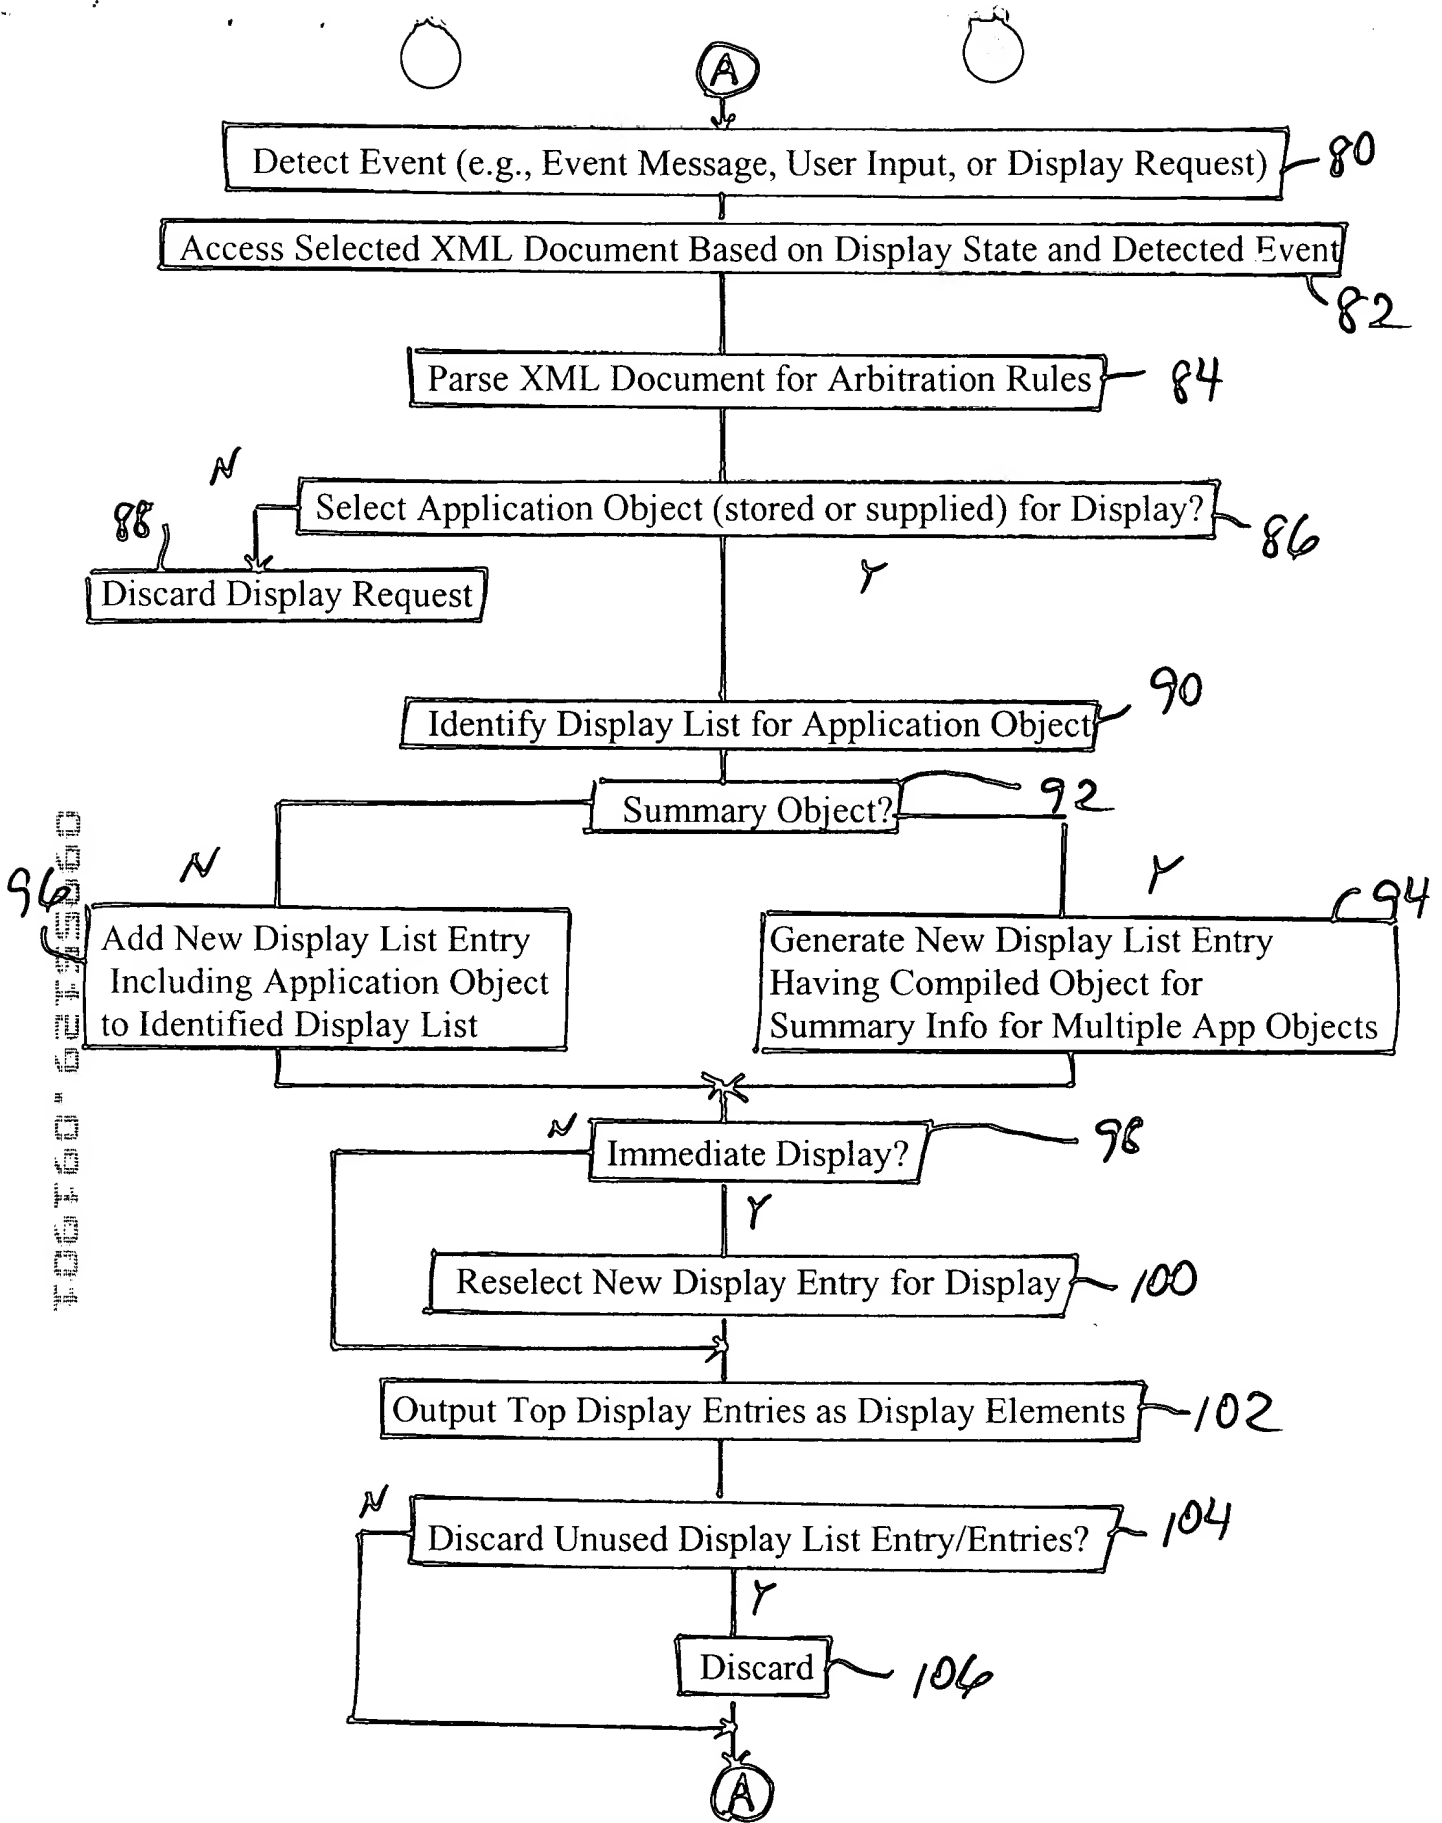 A
Detect Event (e.g., Event Message, User Input, or Display Request)
80
Access Selected XML Document Based on Display State and Detected Event
82
Parse XML Document for Arbitration Rules
84
N
Select Application Object (stored or supplied) for Display?
88
86
Y
Discard Display Request
90
Identify Display List for Application Object
92
Summary Object?
N
Y
96
94
Add New Display List Entry
Including Application Object
to Identified Display List
Generate New Display List Entry
Having Compiled Object for
Summary Info for Multiple App Objects
N
98
Immediate Display?
Y
Reselect New Display Entry for Display
100
Output Top Display Entries as Display Elements
102
N
104
Discard Unused Display List Entry/Entries?
Y
Discard
106
A